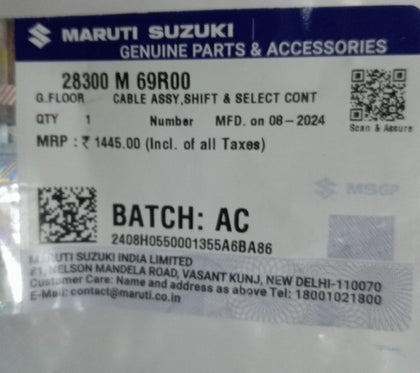 MARUTI SUZUKI
GENUINE PARTS & ACCESSORIES
28300 M 69R00
G.FLOOR CABLE ASSY,SHIFT & SELECT CONT
QTY 1 Number MFD. on 08-2024
Scan & Assure
MRP : ₹ 1445.00 (Incl. of all Taxes)
MSGP
BATCH: AC
2408H0550001355A6BA86
MARUTI SUZUKI INDIA LIMITED
#1, NELSON MANDELA ROAD, VASANT KUNJ, NEW DELHI-110070
Customer Care: Name and address as above Tel: 18001021800
E-Mail: contact@maruti.co.in